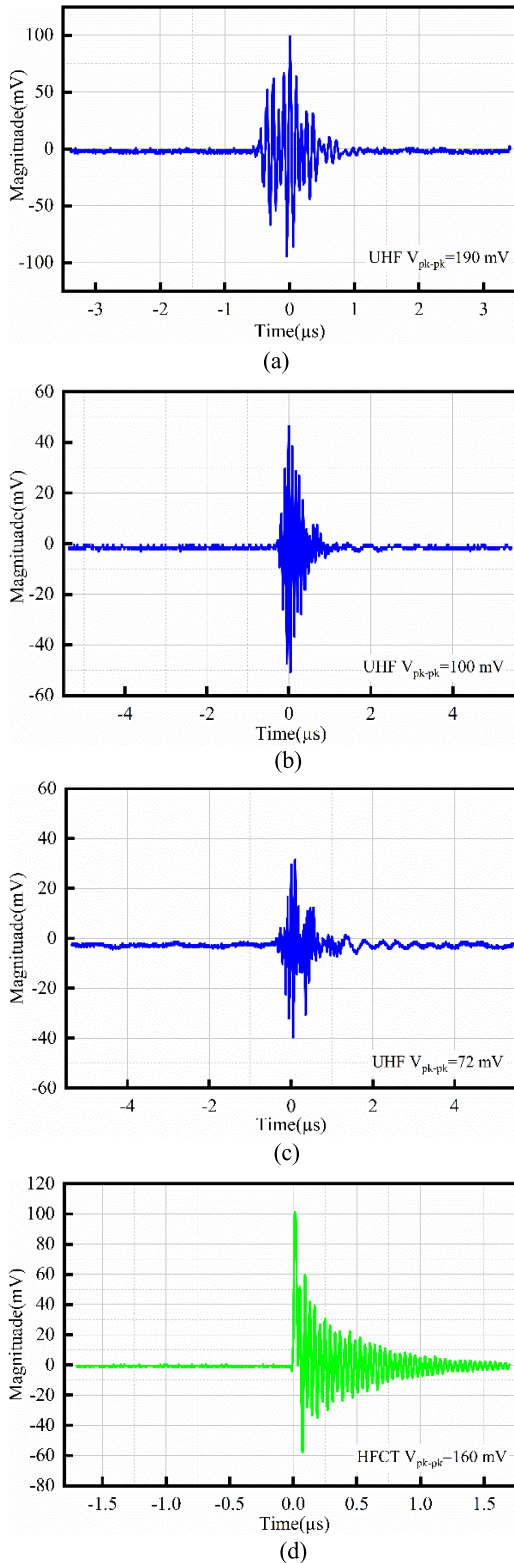 100
50
0
-50
-100
Magnituade(mV)
UHF Vpk-pk=190 mV
-3 -2 -1 0 1 2 3
Time(μs)
(a)
60
40
20
0
-20
-40
-60
Magnituade(mV)
UHF Vpk-pk=100 mV
-4 -2 0 2 4
Time(μs)
(b)
60
40
20
0
-20
-40
-60
Magnituade(mV)
UHF Vpk-pk=72 mV
-4 -2 0 2 4
Time(μs)
(c)
120
100
80
60
40
20
0
-20
-40
-60
-80
Magnituade(mV)
HFCT Vpk-pk=160 mV
-1.5 -1.0 -0.5 0.0 0.5 1.0 1.5
Time(μs)
(d)